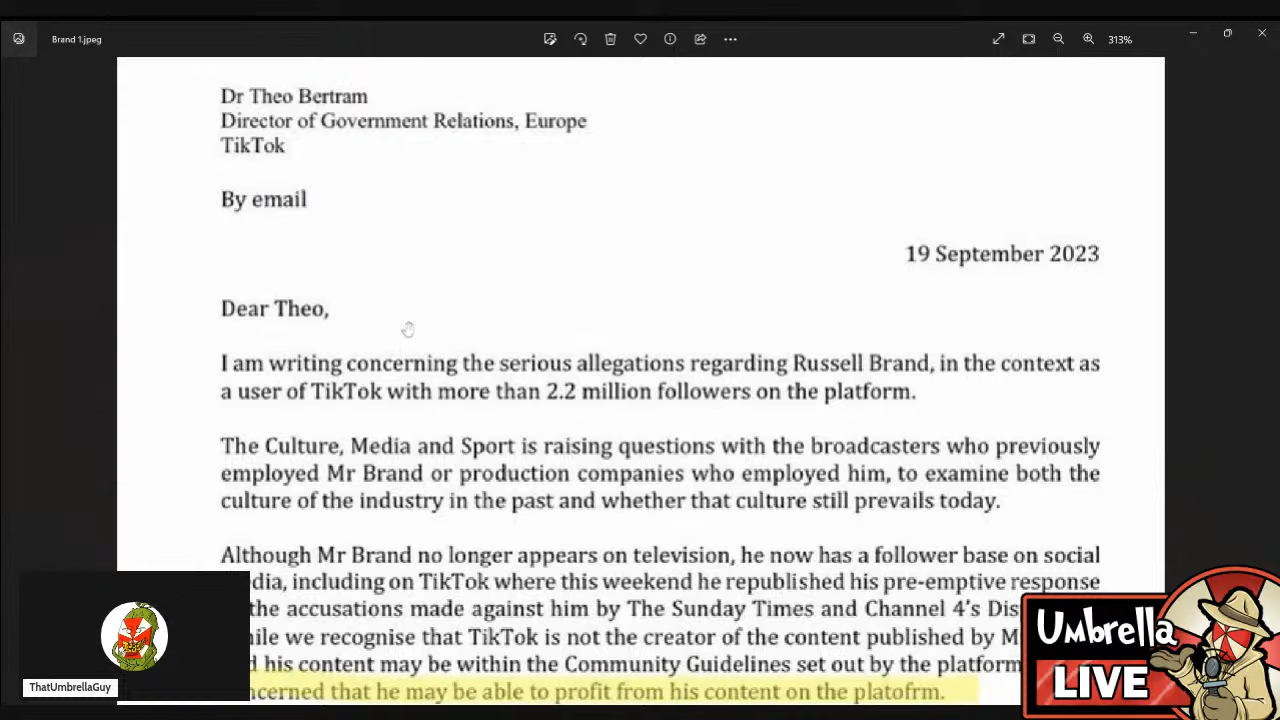 Brand 1.jpeg
313%
Dr Theo Bertram
Director of Government Relations, Europe
TikTok
By email
19 September 2023
Dear Theo,
I am writing concerning the serious allegations regarding Russell Brand, in the context as
a user of TikTok with more than 2.2 million followers on the platform.
The Culture, Media and Sport is raising questions with the broadcasters who previously
employed Mr Brand or production companies who employed him, to examine both the
culture of the industry in the past and whether that culture still prevails today.
Although Mr Brand no longer appears on television, he now has a follower base on social
including on TikTok where this weekend he republished his pre-emptive response
the accusations made against him by The Sunday Times and Channel 4's
we recognise that TikTok is not the creator of the content published by
his content may be within the Community Guidelines set out by the platform
that he may be able to profit from his content on the platofrm.
ThatUmbrellaGuy
Umbrella
LIVE